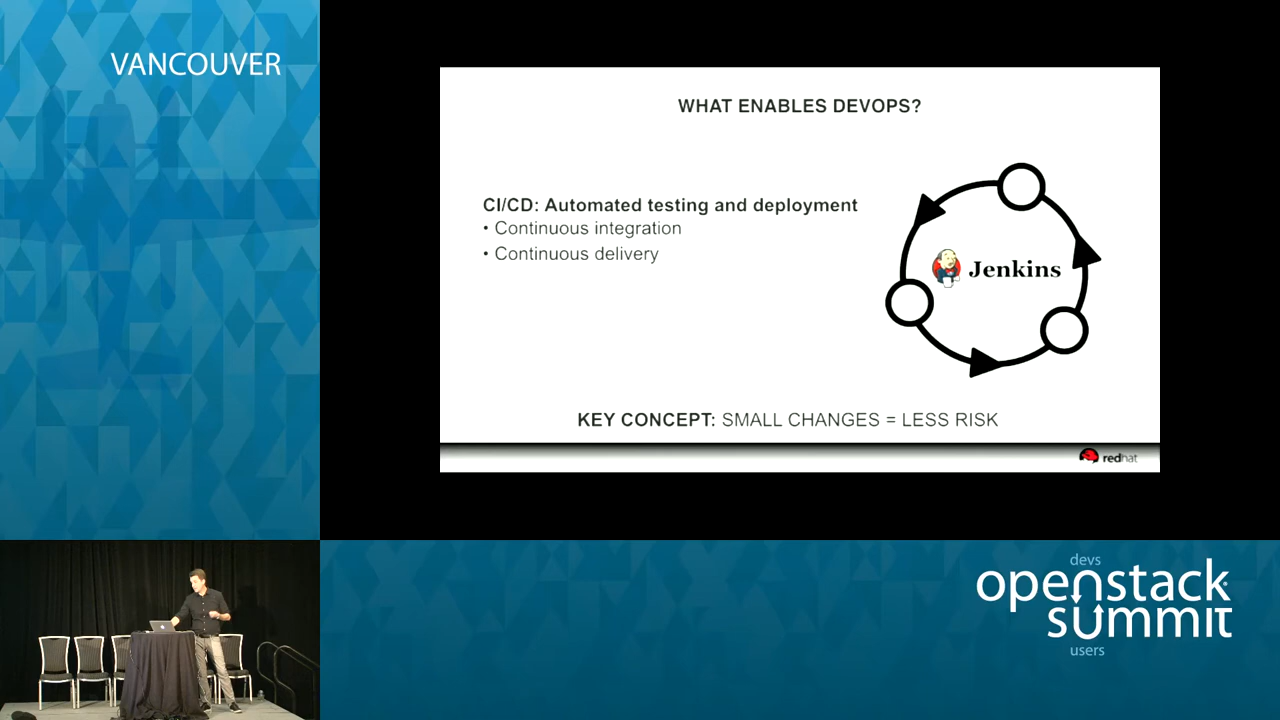 VANCOUVER
WHAT ENABLES DEVOPS?
CI/CD: Automated testing and deployment
• Continuous integration
• Continuous delivery
Jenkins
KEY CONCEPT: SMALL CHANGES = LESS RISK
redhat
devs
openstack
summit
users